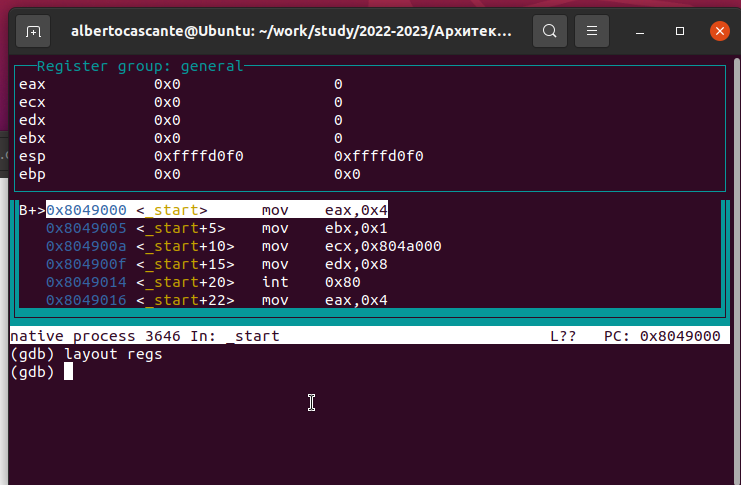 albertocascante@Ubuntu: ~/work/study/2022-2023/Архитек...
Register group: general
eax 0x0 0
ecx 0x0 0
edx 0x0 0
ebx 0x0 0
esp 0xffffd0f0 0xffffd0f0
ebp 0x0 0x0
B+>0x8049000 <_start> mov eax,0x4
0x8049005 <_start+5> mov ebx,0x1
0x804900a <_start+10> mov ecx,0x804a000
0x804900f <_start+15> mov edx,0x8
0x8049014 <_start+20> int 0x80
0x8049016 <_start+22> mov eax,0x4
native process 3646 In: _start L?? PC: 0x8049000
(gdb) layout regs
(gdb)